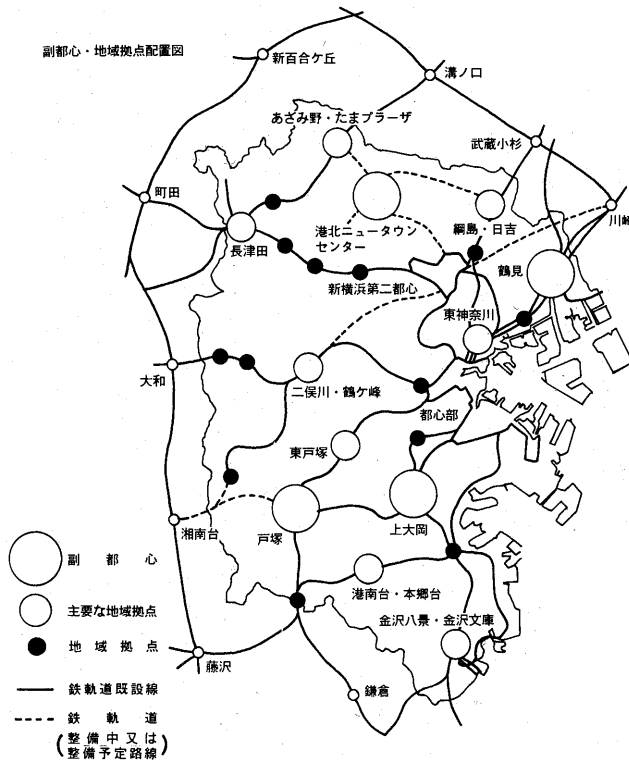 副都心・地域拠点配置図
新百合ケ丘
溝ノ口
あざみ野・たまプラーザ
武蔵小杉
町田
川崎
長津田
港北ニュータウン
センター
綱島・日吉
鶴見
新横浜第二都心
東神奈川
大和
二俣川・鶴ケ峰
都心部
東戸塚
湘南台
戸塚
上大岡
港南台・本郷台
金沢八景・金沢文庫
藤沢
鎌倉
副都心
主要な地域拠点
地域拠点
鉄軌道既設線
鉄軌道
(整備中又は
整備予定路線)